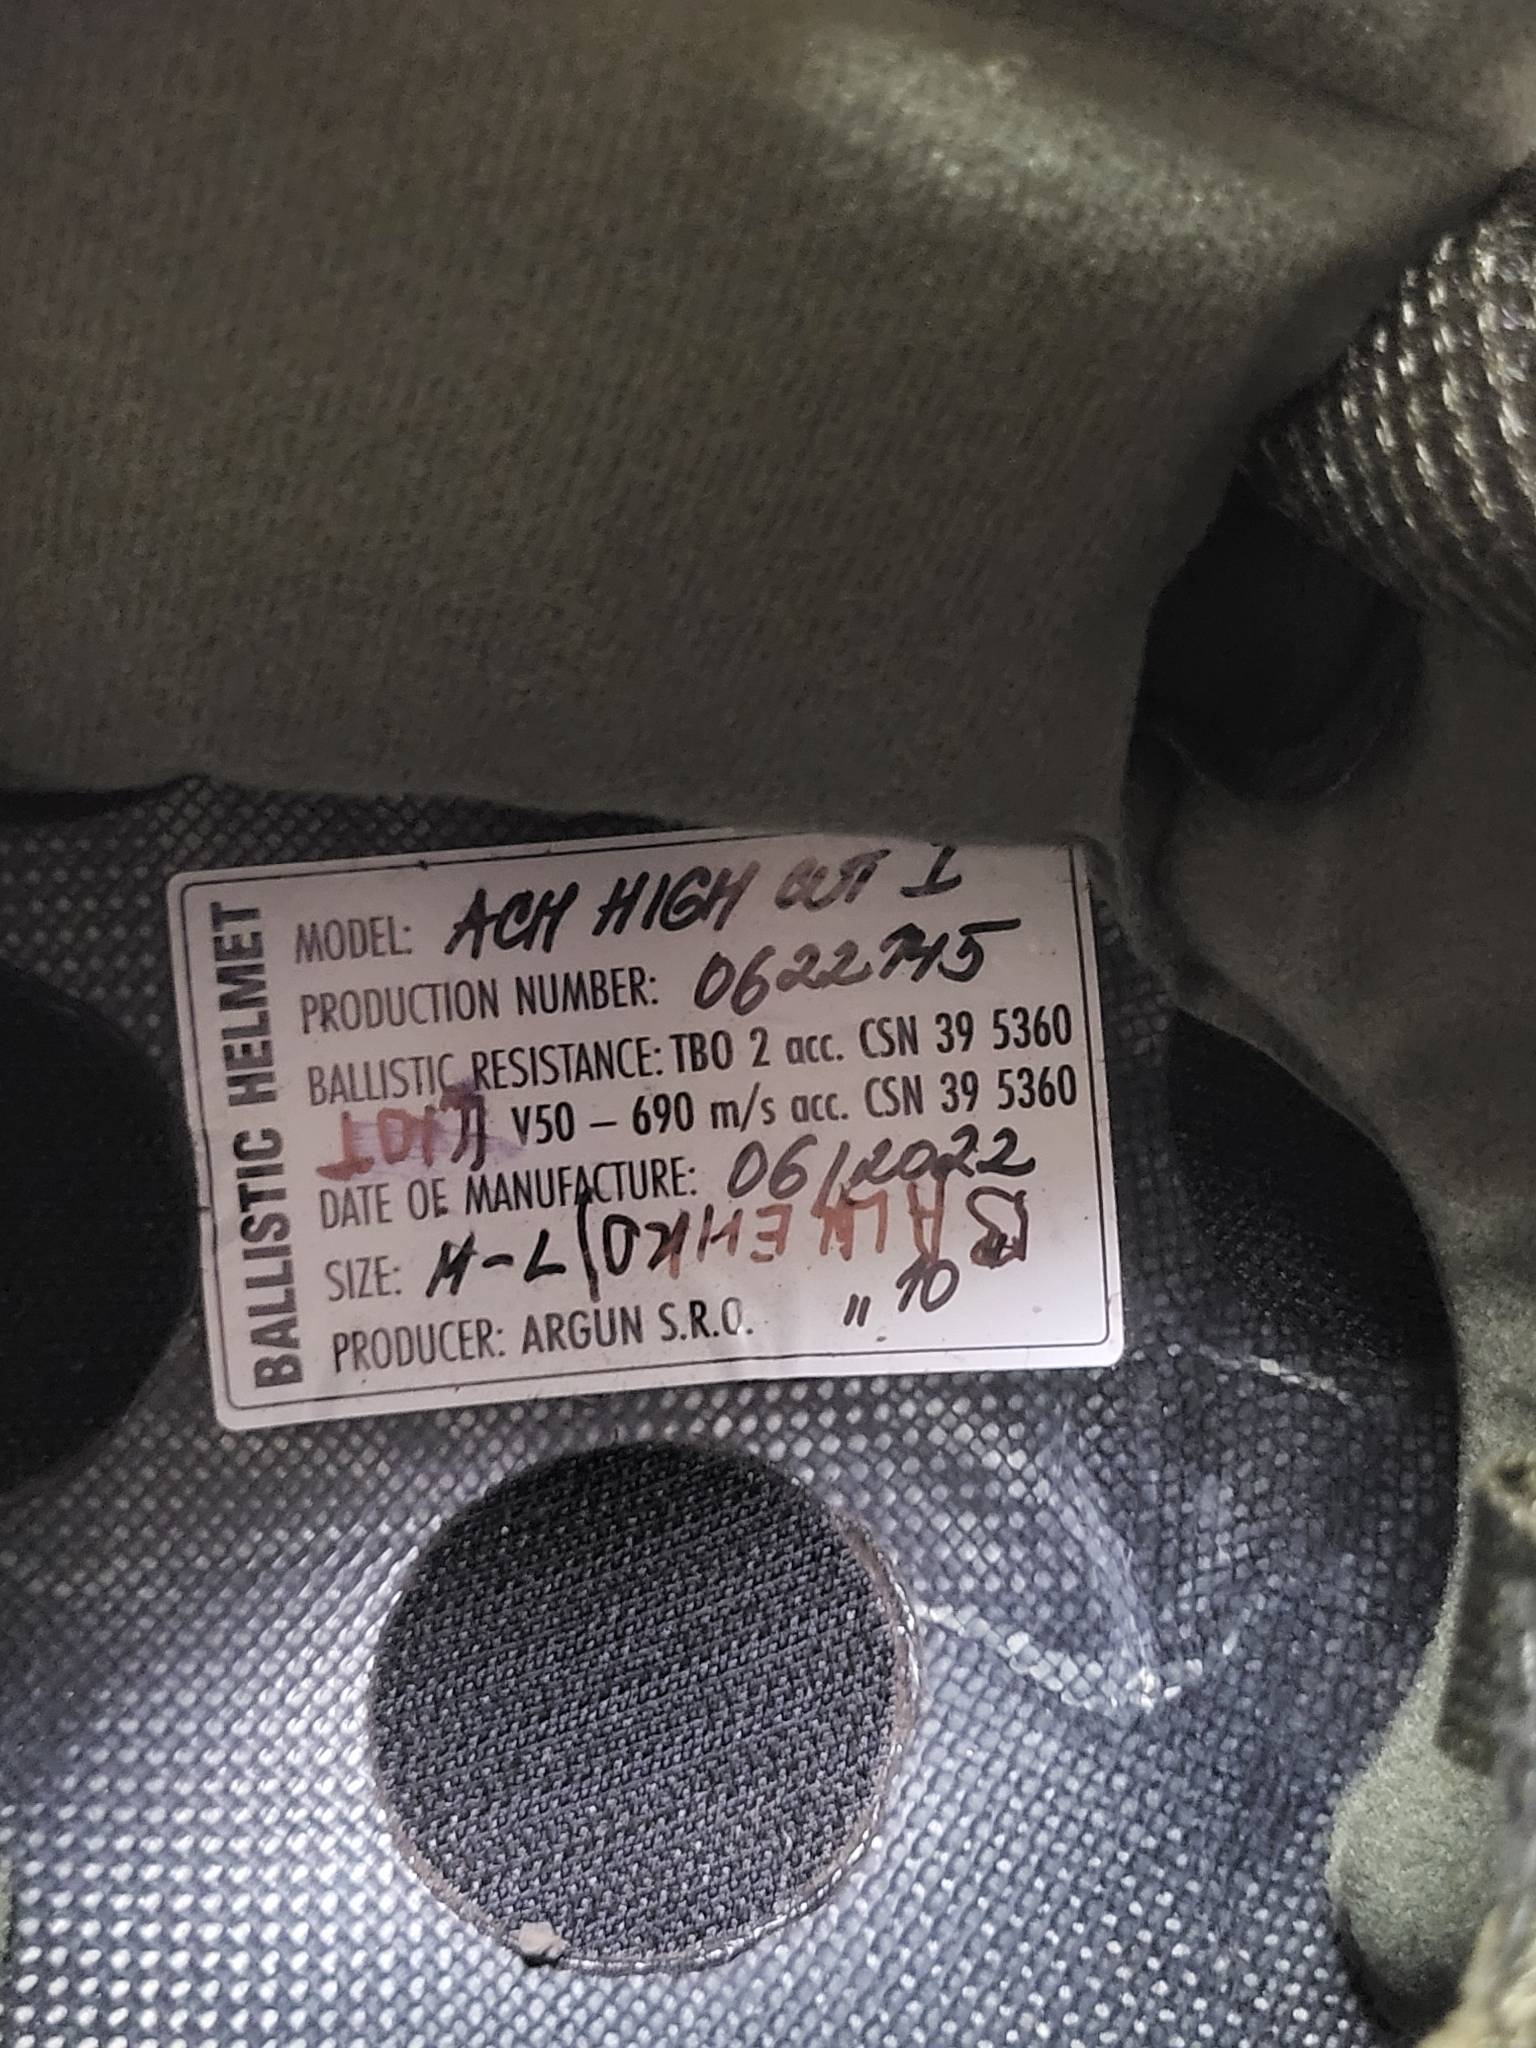 BALLISTIC HELMET
MODEL: ACH HIGH CUT I
PRODUCTION NUMBER: 0622745
BALLISTIC RESISTANCE: TBO 2 acc. CSN 39 5360
V50 – 690 m/s acc. CSN 39 5360
DATE OF MANUFACTURE: 06/2022
SIZE: M-L
PRODUCER: ARGUN S.R.O.